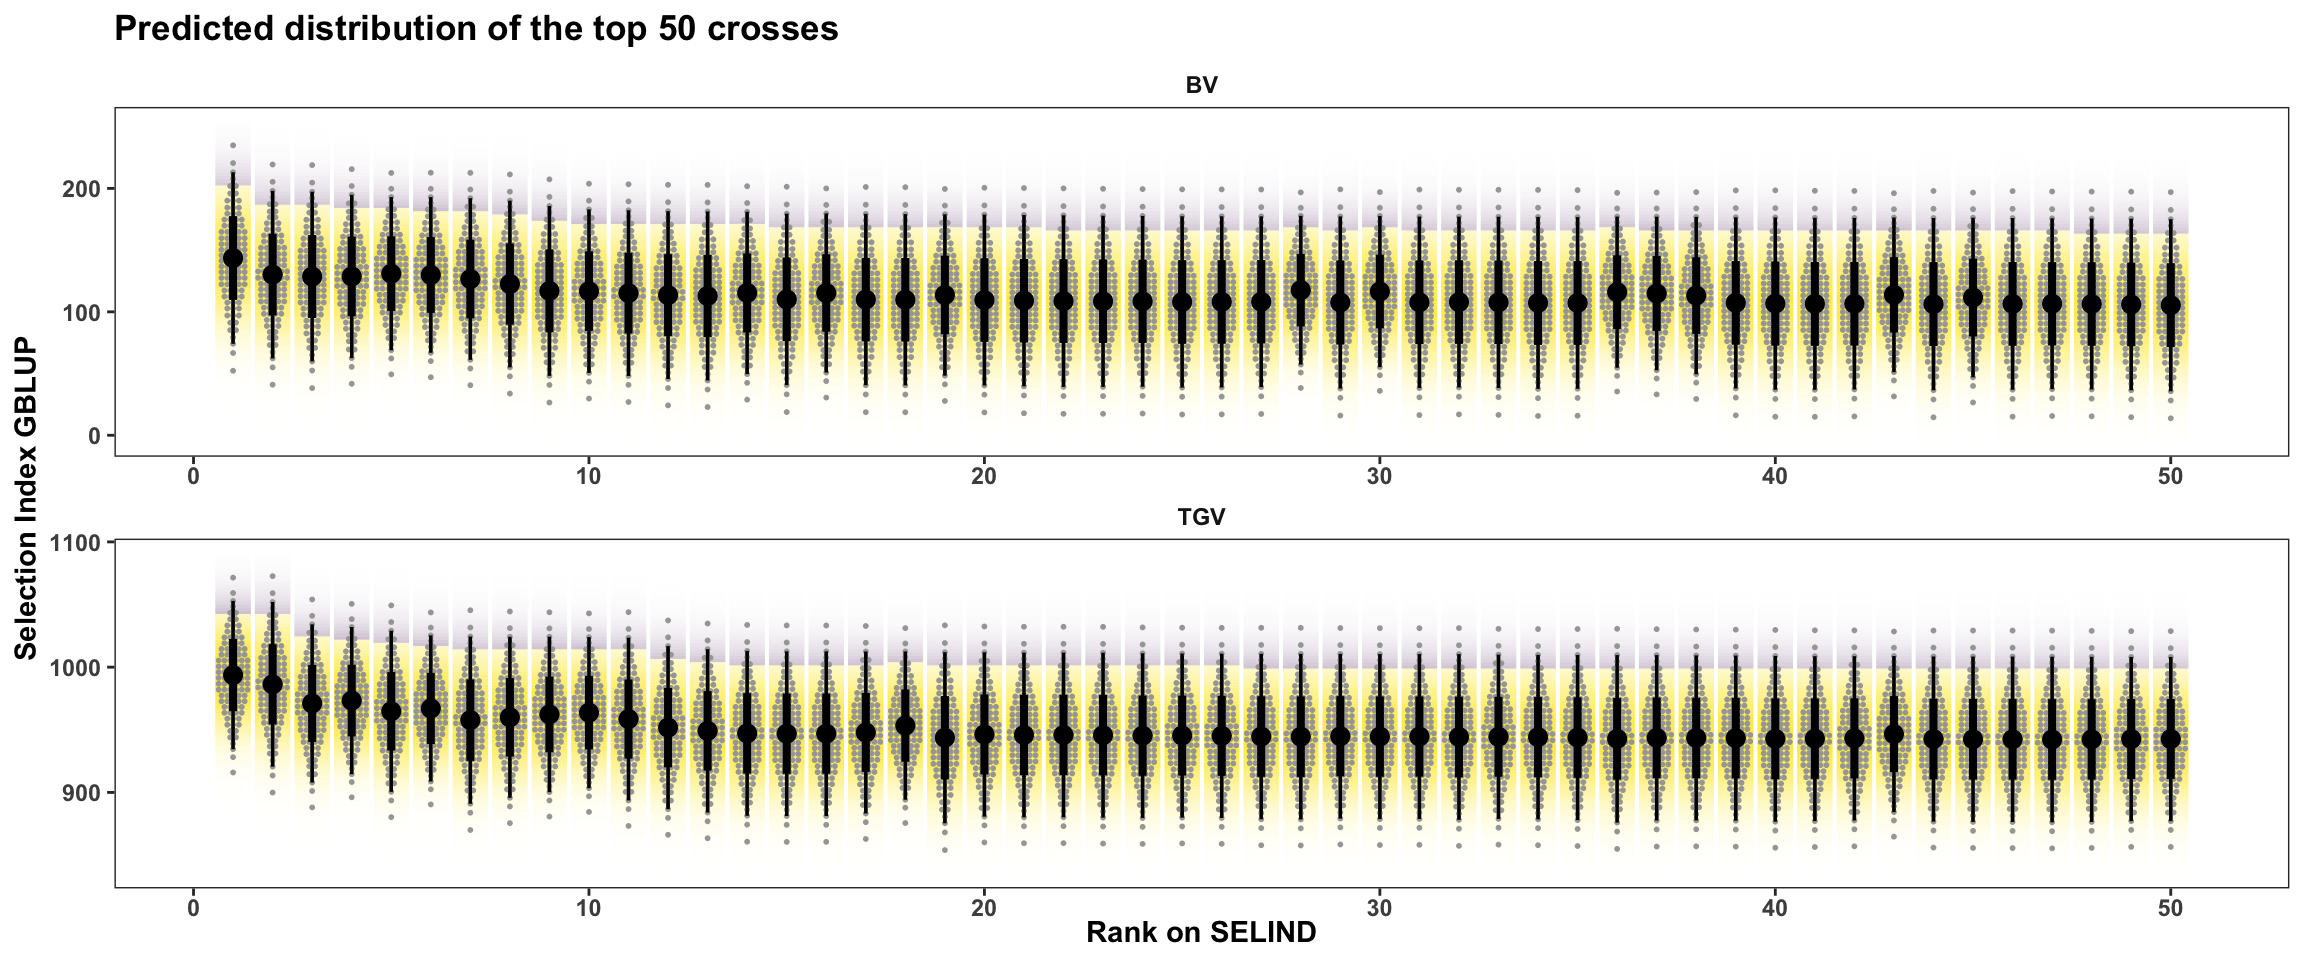 Predicted distribution of the top 50 crosses
BV
200
100
0
0 10 20 30 40 50
Selection Index GBLUP
TGV
1100
1000
900
0 10 20 30 40 50
Rank on SELIND